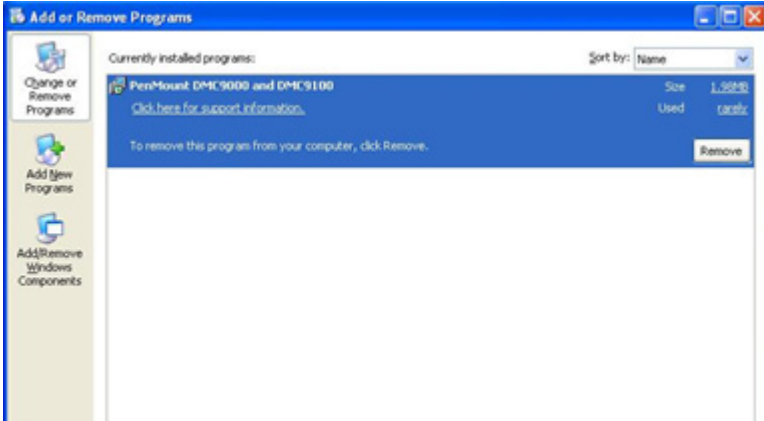 Add or Remove Programs
Change or
Remove
Programs
Add New
Programs
Add/Remove
Windows
Components
Currently installed programs:
Sort by: Name
PenMount DMC9000 and DMC9100
Size 1.98MB
Click here for support information.
Used rarely
To remove this program from your computer, click Remove.
Remove